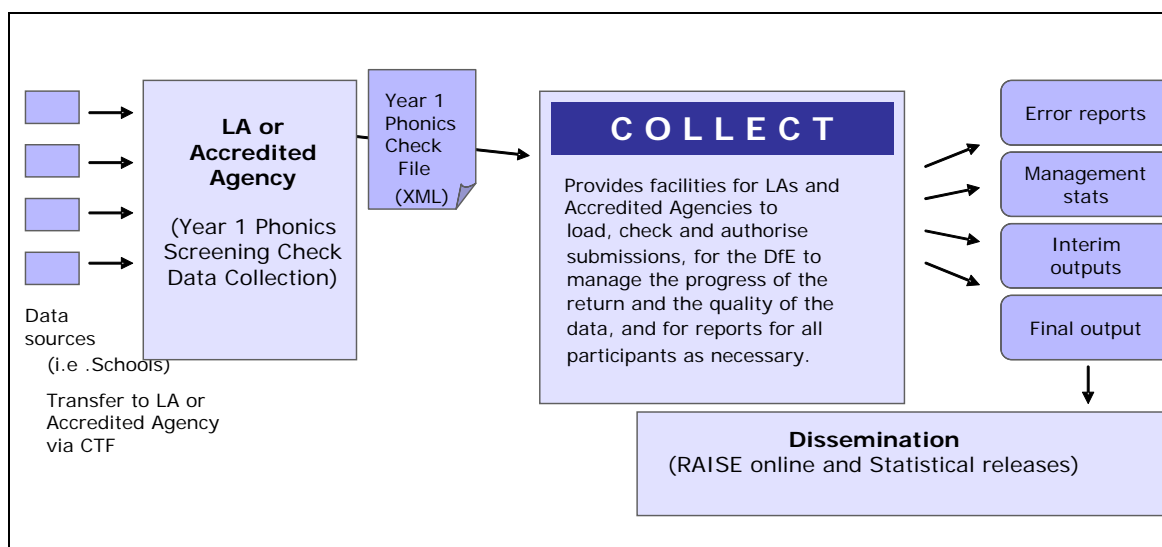 Data
sources
(i.e .Schools)
Transfer to LA or
Accredited Agency
via CTF
LA or
Accredited
Agency
(Year 1 Phonics
Screening Check
Data Collection)
Year 1
Phonics
Check
File
(XML)
COLLECT
Provides facilities for LAs and
Accredited Agencies to
load, check and authorise
submissions, for the DfE to
manage the progress of the
return and the quality of the
data, and for reports for all
participants as necessary.
Error reports
Management
stats
Interim
outputs
Final output
Dissemination
(RAISE online and Statistical releases)